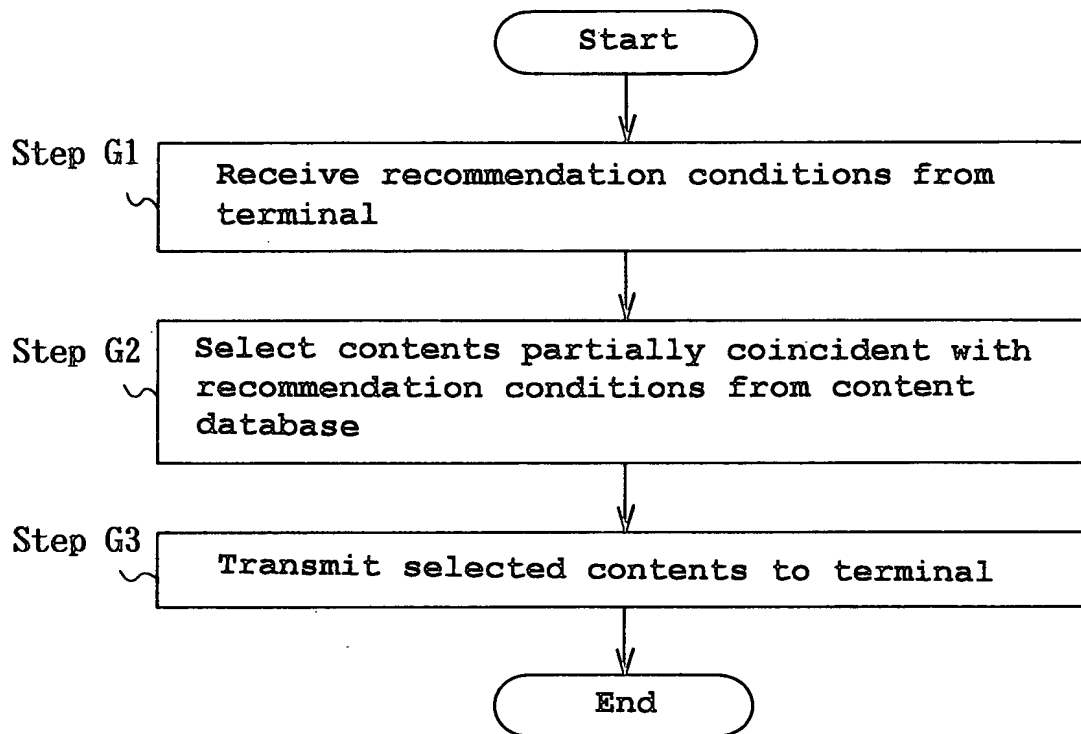 Start
Step G1
Receive recommendation conditions from
terminal
Step G2
Select contents partially coincident with
recommendation conditions from content
database
Step G3
Transmit selected contents to terminal
End